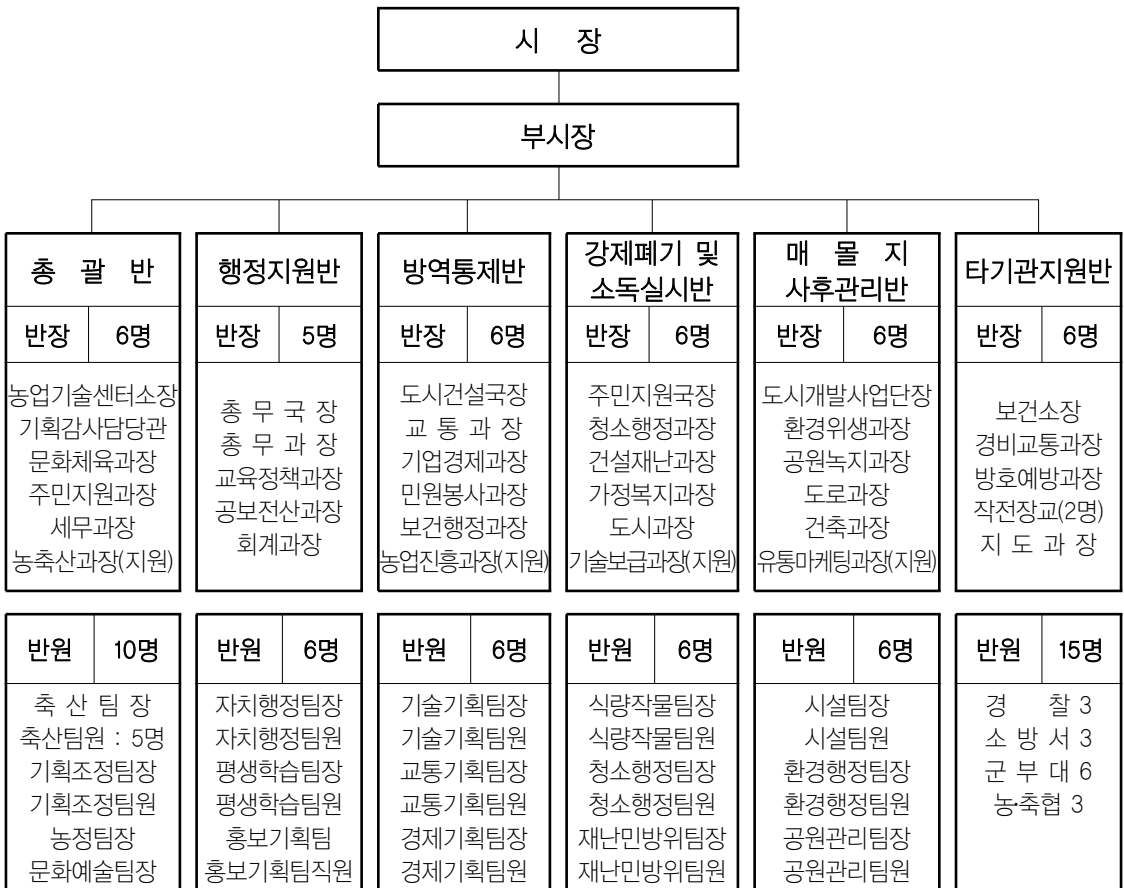 시 장
부시장
총 괄 반
반장 6명
농업기술센터소장
기획감사담당관
문화체육과장
주민지원과장
세무과장
농축산과장(지원)
행정지원반
반장 5명
총 무 국 장
총 무 과 장
교육정책과장
공보전산과장
회계과장
방역통제반
반장 6명
도시건설국장
교 통 과 장
기업경제과장
민원봉사과장
보건행정과장
농업진흥과장(지원)
강제폐기 및
소독실시반
반장 6명
주민지원국장
청소행정과장
건설재난과장
가정복지과장
도시과장
기술보급과장(지원)
매 몰 지
사후관리반
반장 6명
도시개발사업단장
환경위생과장
공원녹지과장
도로과장
건축과장
유통마케팅과장(지원)
타기관지원반
반장 6명
보건소장
경비교통과장
방호예방과장
작전장교(2명)
지 도 과 장
반원 10명
축 산 팀 장
축산팀원 : 5명
기획조정팀장
기획조정팀원
농정팀장
문화예술팀장
반원 6명
자치행정팀장
자치행정팀원
평생학습팀장
평생학습팀원
홍보기획팀
홍보기획팀직원
반원 6명
기술기획팀장
기술기획팀원
교통기획팀장
교통기획팀원
경제기획팀장
경제기획팀원
반원 6명
식량작물팀장
식량작물팀원
청소행정팀장
청소행정팀원
재난민방위팀장
재난민방위팀원
반원 6명
시설팀장
시설팀원
환경행정팀장
환경행정팀원
공원관리팀장
공원관리팀원
반원 15명
경 찰 3
소 방 서 3
군 부 대 6
농·축협 3